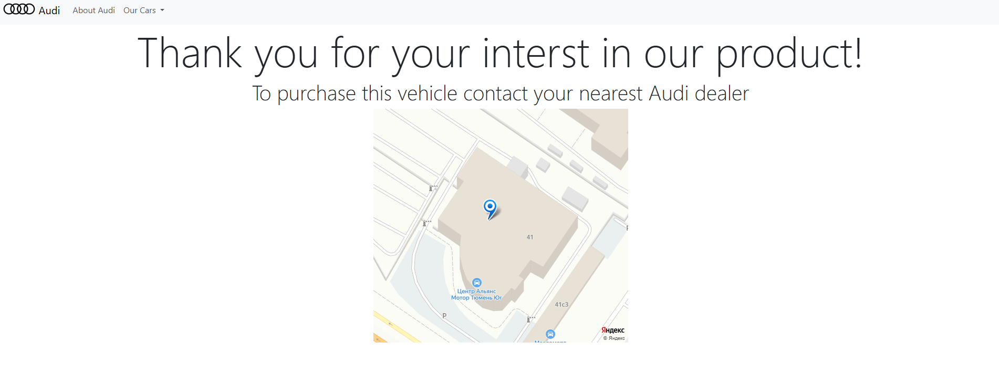 Audi About Audi Our Cars
Thank you for your interst in our product!
To purchase this vehicle contact your nearest Audi dealer
41
Центр Альянс
Мотор Тюмень Юг
41с3
P
Яндекс
© Яндекс